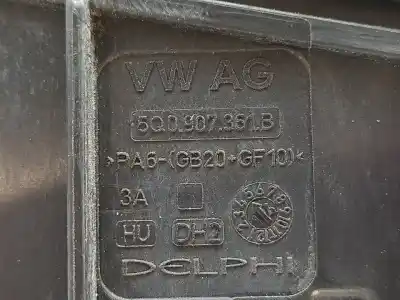 VW AG
5Q0.907.361.B
>PA6-(GB20+GF10)<
3A
HU DH2
DELPHI